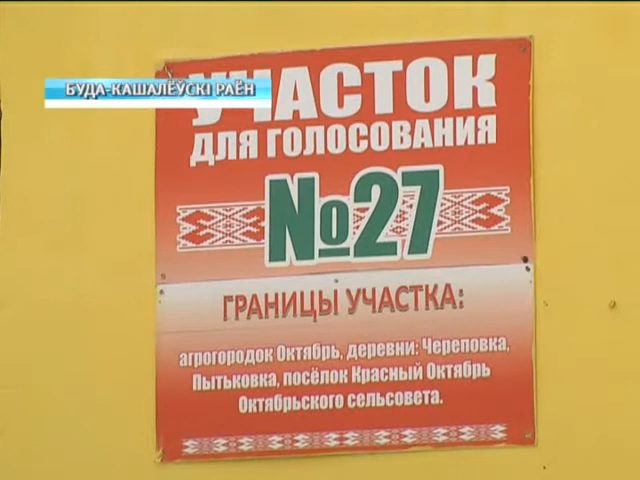 БУДА-КАШАЛЁЎСКІ РАЁН
УЧАСТОК
ДЛЯ ГОЛОСОВАНИЯ
№27
ГРАНИЦЫ УЧАСТКА:
агрогородок Октябрь, деревни: Череповка,
Пытьковка, посёлок Красный Октябрь
Октябрьского сельсовета.